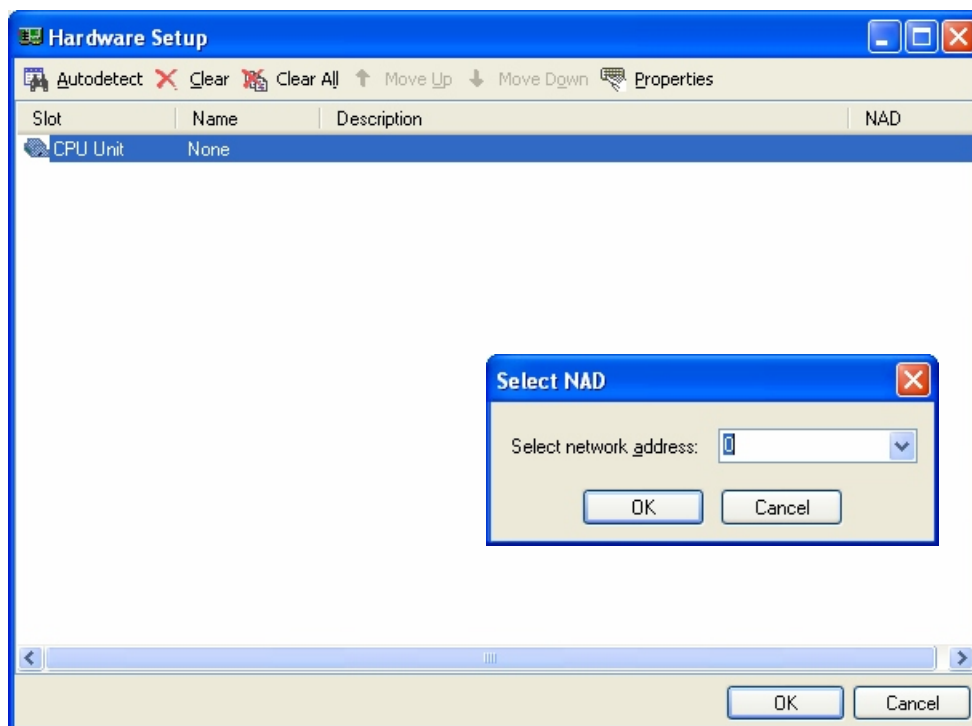 Hardware Setup
Autodetect Clear Clear All Move Up Move Down Properties
Slot Name Description NAD
CPU Unit None
Select NAD
Select network address: 0
OK Cancel
OK Cancel